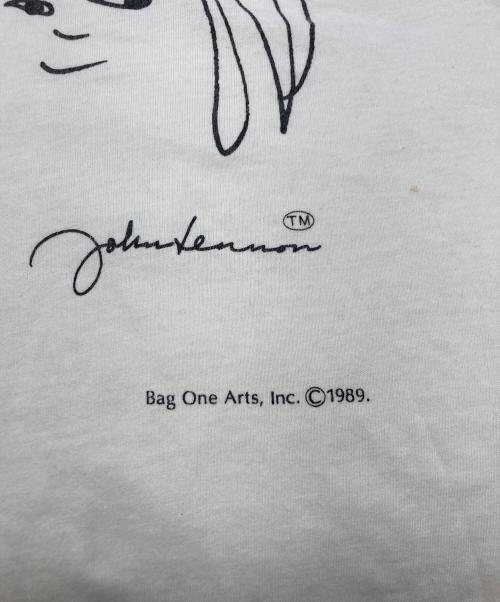 John Lennon TM
Bag One Arts, Inc. ©1989.